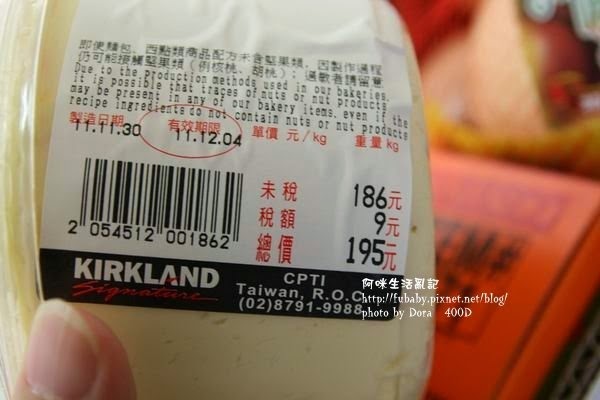 即使麵包、西點類商品配方未含堅果類、因製作過程
仍可能接觸堅果類(例核桃、胡桃)；過敏者請留意
Due to the production methods used in our bakeries.
it is possible that traces of nuts or nut products
may be present in any of our bakery items, even if the
recipe ingredients do not contain nuts or nut products
製造日期 有效期限 單價 元/kg 重量 kg
11.11.30 11.12.04
未稅 186元
稅額 9元
總價 195元
2 054512 001862
KIRKLAND
Signature
CPTI
Taiwan, R.O.C
(02)8791-9988
阿咪生活亂記
http://fubaby.pixnet.net/blog/
photo by Dora 400D